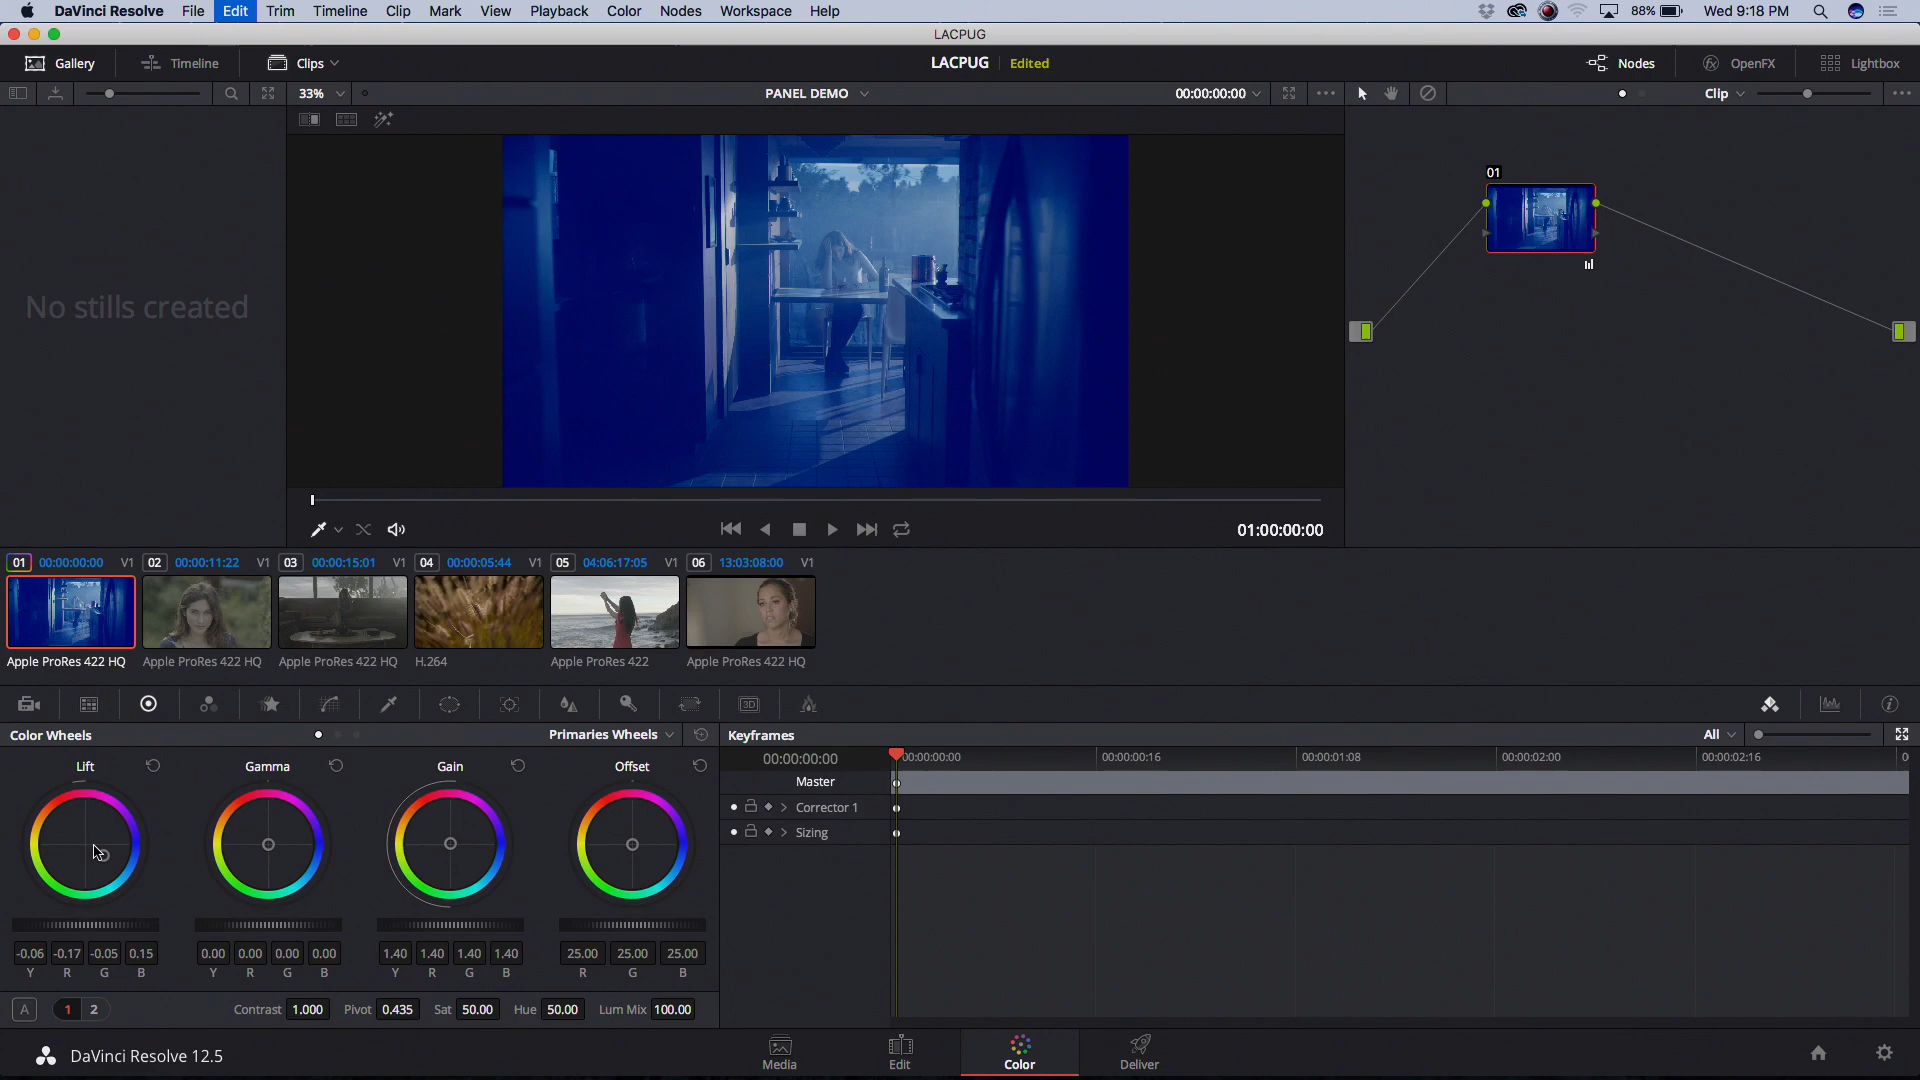 DaVinci Resolve File Edit Trim Timeline Clip Mark View Playback Color Nodes Workspace Help 88% Wed 9:18 PM
LACPUG
Gallery Timeline Clips LACPUG Edited Nodes OpenFX Lightbox
33% PANEL DEMO 00:00:00:00 Clip
01
No stills created
01:00:00:00
01 00:00:00:00 V1 02 00:00:11:22 V1 03 00:00:15:01 V1 04 00:00:05:44 V1 05 04:06:17:05 V1 06 13:03:08:00 V1
Apple ProRes 422 HQ Apple ProRes 422 HQ Apple ProRes 422 HQ H.264 Apple ProRes 422 Apple ProRes 422 HQ
3D
Color Wheels Primaries Wheels Keyframes All
Lift Gamma Gain Offset 00:00:00:00 00:00:00:00 00:00:00:16 00:00:01:08 00:00:02:00 00:00:02:16
Master
Corrector 1
Sizing
-0.06 -0.17 -0.05 0.15 0.00 0.00 0.00 0.00 1.40 1.40 1.40 1.40 25.00 25.00 25.00
Y R G B Y R G B Y R G B R G B
A 1 2 Contrast 1.000 Pivot 0.435 Sat 50.00 Hue 50.00 Lum Mix 100.00
DaVinci Resolve 12.5 Media Edit Color Deliver